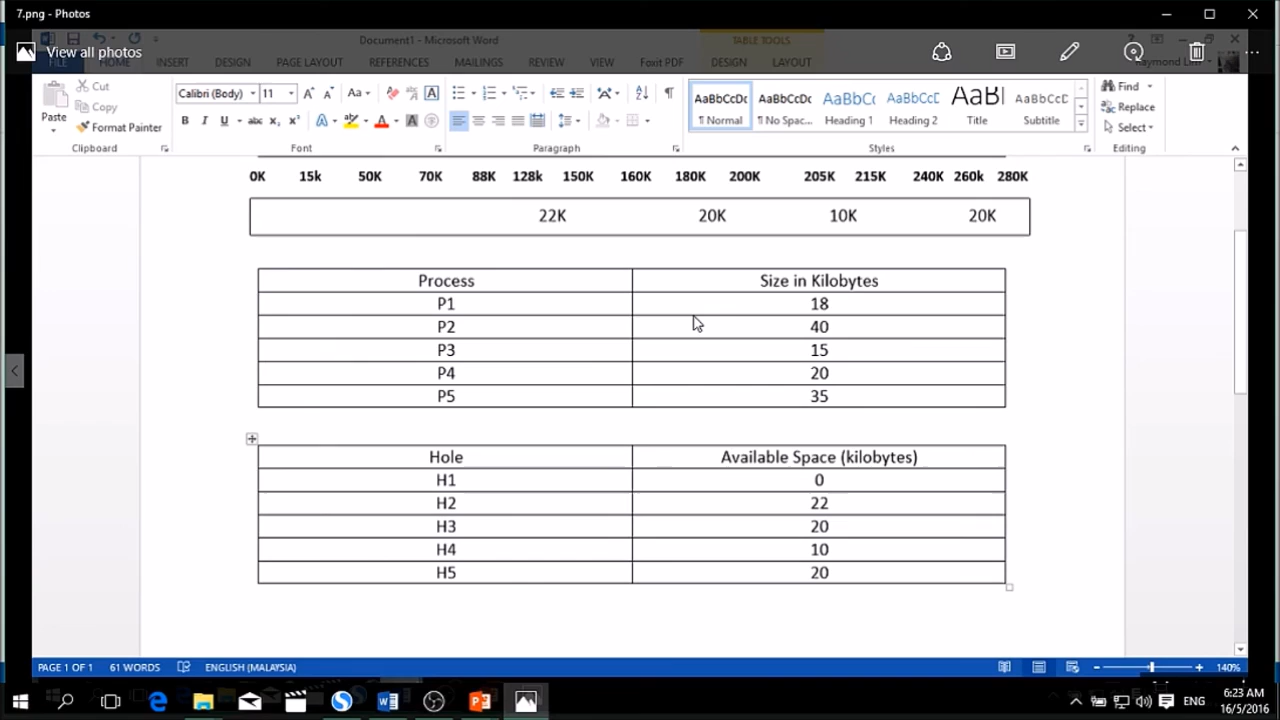 7.png - Photos
View all photos
Document1 - Microsoft Word
TABLE TOOLS
FILE HOME INSERT DESIGN PAGE LAYOUT REFERENCES MAILINGS REVIEW VIEW Foxit PDF DESIGN LAYOUT
Cut
Copy
Format Painter
Paste
Clipboard
Calibri (Body) 11
Font
Paragraph
AaBbCcDc AaBbCcDc AaBbCc AaBbCcD AaB AaBbCcD
¶ Normal ¶ No Spac... Heading 1 Heading 2 Title Subtitle
Styles
Find
Replace
Select
Editing
0K 15k 50K 70K 88K 128k 150K 160K 180K 200K 205K 215K 240K 260k 280K
22K 20K 10K 20K
Process Size in Kilobytes
P1 18
P2 40
P3 15
P4 20
P5 35
Hole Available Space (kilobytes)
H1 0
H2 22
H3 20
H4 10
H5 20
PAGE 1 OF 1 61 WORDS ENGLISH (MALAYSIA) 140%
ENG
6:23 AM
16/5/2016